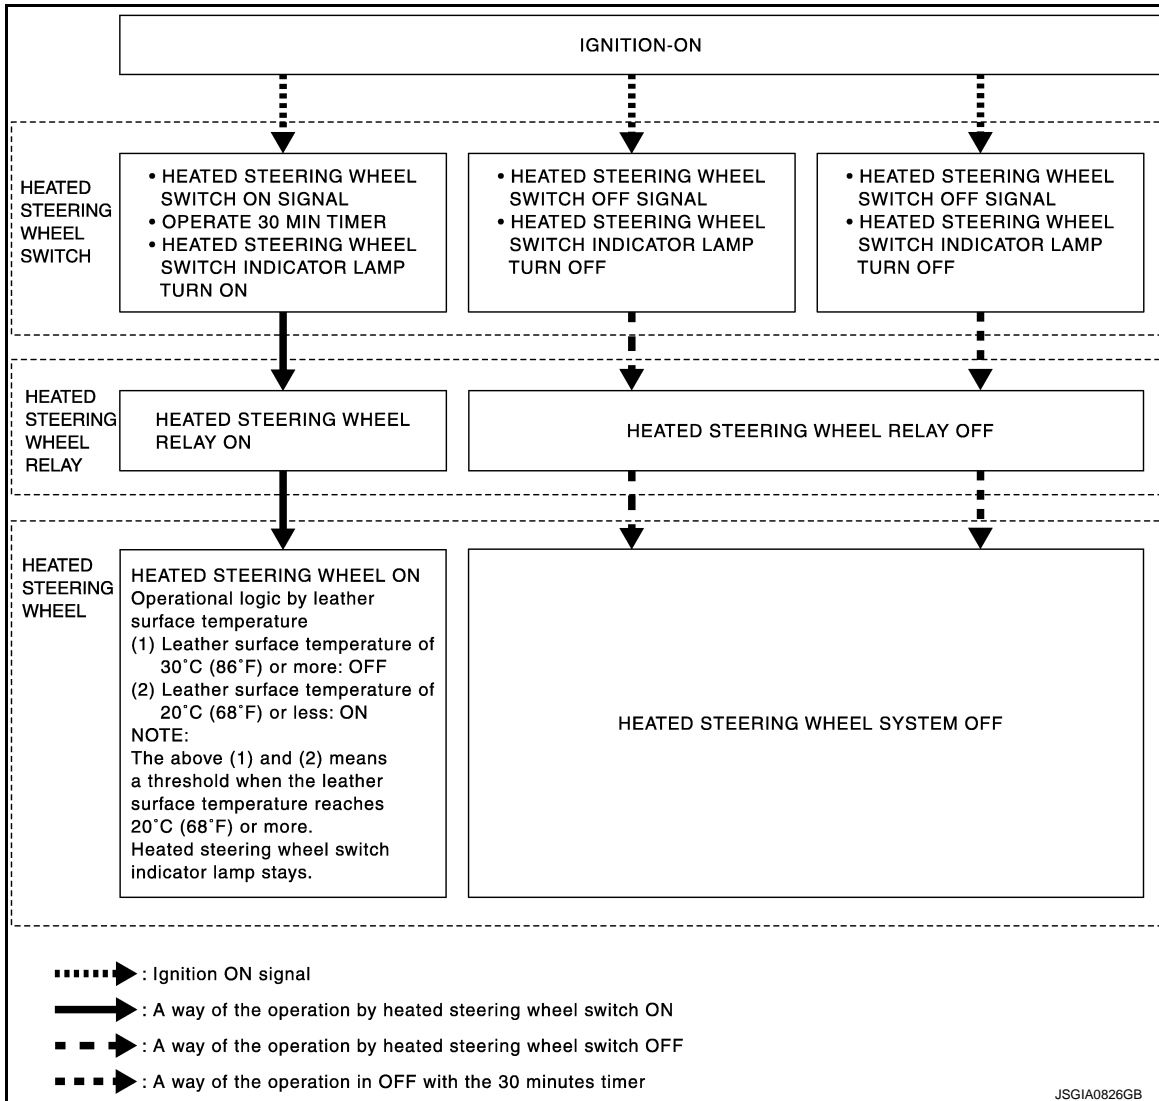 IGNITION-ON
HEATED
STEERING
WHEEL
SWITCH
• HEATED STEERING WHEEL
SWITCH ON SIGNAL
• OPERATE 30 MIN TIMER
• HEATED STEERING WHEEL
SWITCH INDICATOR LAMP
TURN ON
• HEATED STEERING WHEEL
SWITCH OFF SIGNAL
• HEATED STEERING WHEEL
SWITCH INDICATOR LAMP
TURN OFF
• HEATED STEERING WHEEL
SWITCH OFF SIGNAL
• HEATED STEERING WHEEL
SWITCH INDICATOR LAMP
TURN OFF
HEATED
STEERING
WHEEL
RELAY
HEATED STEERING WHEEL
RELAY ON
HEATED STEERING WHEEL RELAY OFF
HEATED
STEERING
WHEEL
HEATED STEERING WHEEL ON
Operational logic by leather
surface temperature
(1) Leather surface temperature of
30˚C (86˚F) or more: OFF
(2) Leather surface temperature of
20˚C (68˚F) or less: ON
NOTE:
The above (1) and (2) means
a threshold when the leather
surface temperature reaches
20˚C (68˚F) or more.
Heated steering wheel switch
indicator lamp stays.
HEATED STEERING WHEEL SYSTEM OFF
: Ignition ON signal
: A way of the operation by heated steering wheel switch ON
: A way of the operation by heated steering wheel switch OFF
: A way of the operation in OFF with the 30 minutes timer
JSGIA0826GB